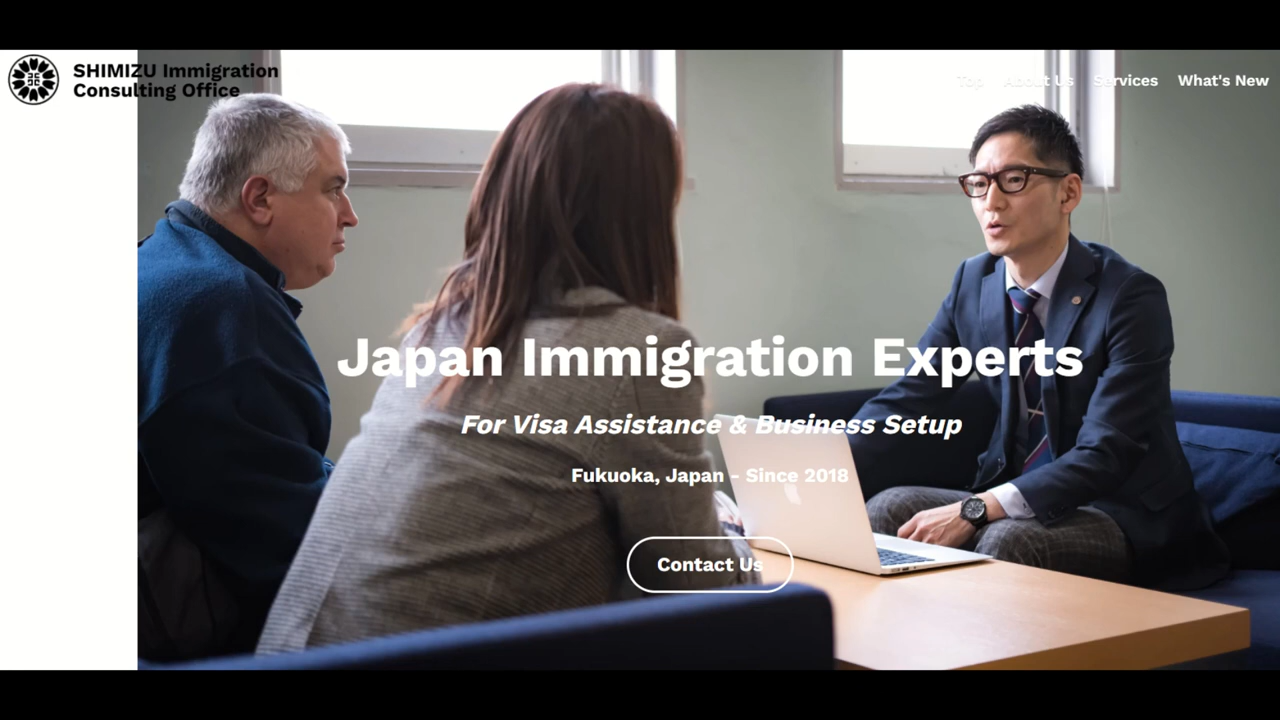 SHIMIZU Immigration
Consulting Office
Top About Us Services What's New
Japan Immigration Experts
For Visa Assistance & Business Setup
Fukuoka, Japan - Since 2018
Contact Us